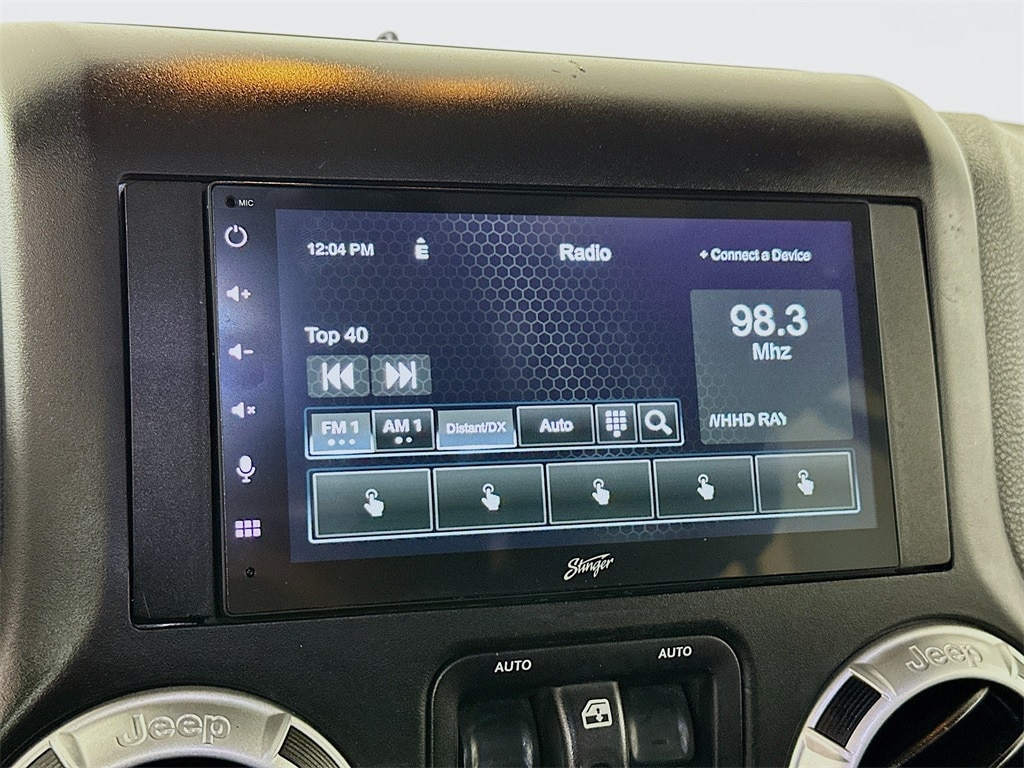 MIC
12:04 PM Ê Radio + Connect a Device
98.3
Mhz
Top 40
FM 1 AM 1 Distant/DX Auto
WHHD RAY
Stinger
AUTO AUTO
Jeep Jeep